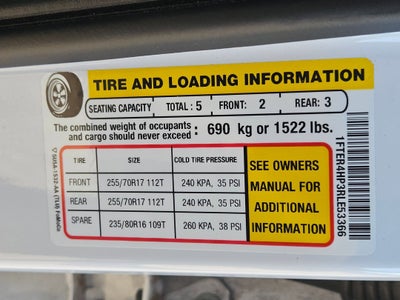 TIRE AND LOADING INFORMATION
SEATING CAPACITY TOTAL : 5 FRONT: 2 REAR: 3
The combined weight of occupants and cargo should never exceed : 690 kg or 1522 lbs.
TIRE SIZE COLD TIRE PRESSURE
FRONT 255/70R17 112T 240 KPA, 35 PSI
REAR 255/70R17 112T 240 KPA, 35 PSI
SPARE 235/80R16 109T 260 KPA, 38 PSI
SEE OWNERS
MANUAL FOR
ADDITIONAL
INFORMATION
1FTER4HP3RLE53366